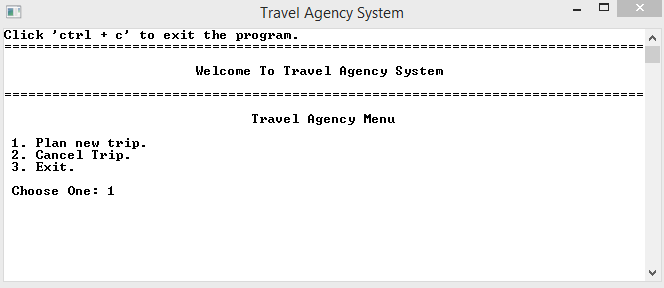 Travel Agency System
Click 'ctrl + c' to exit the program.
================================================================================
Welcome To Travel Agency System
================================================================================
Travel Agency Menu
1. Plan new trip.
2. Cancel Trip.
3. Exit.
Choose One: 1